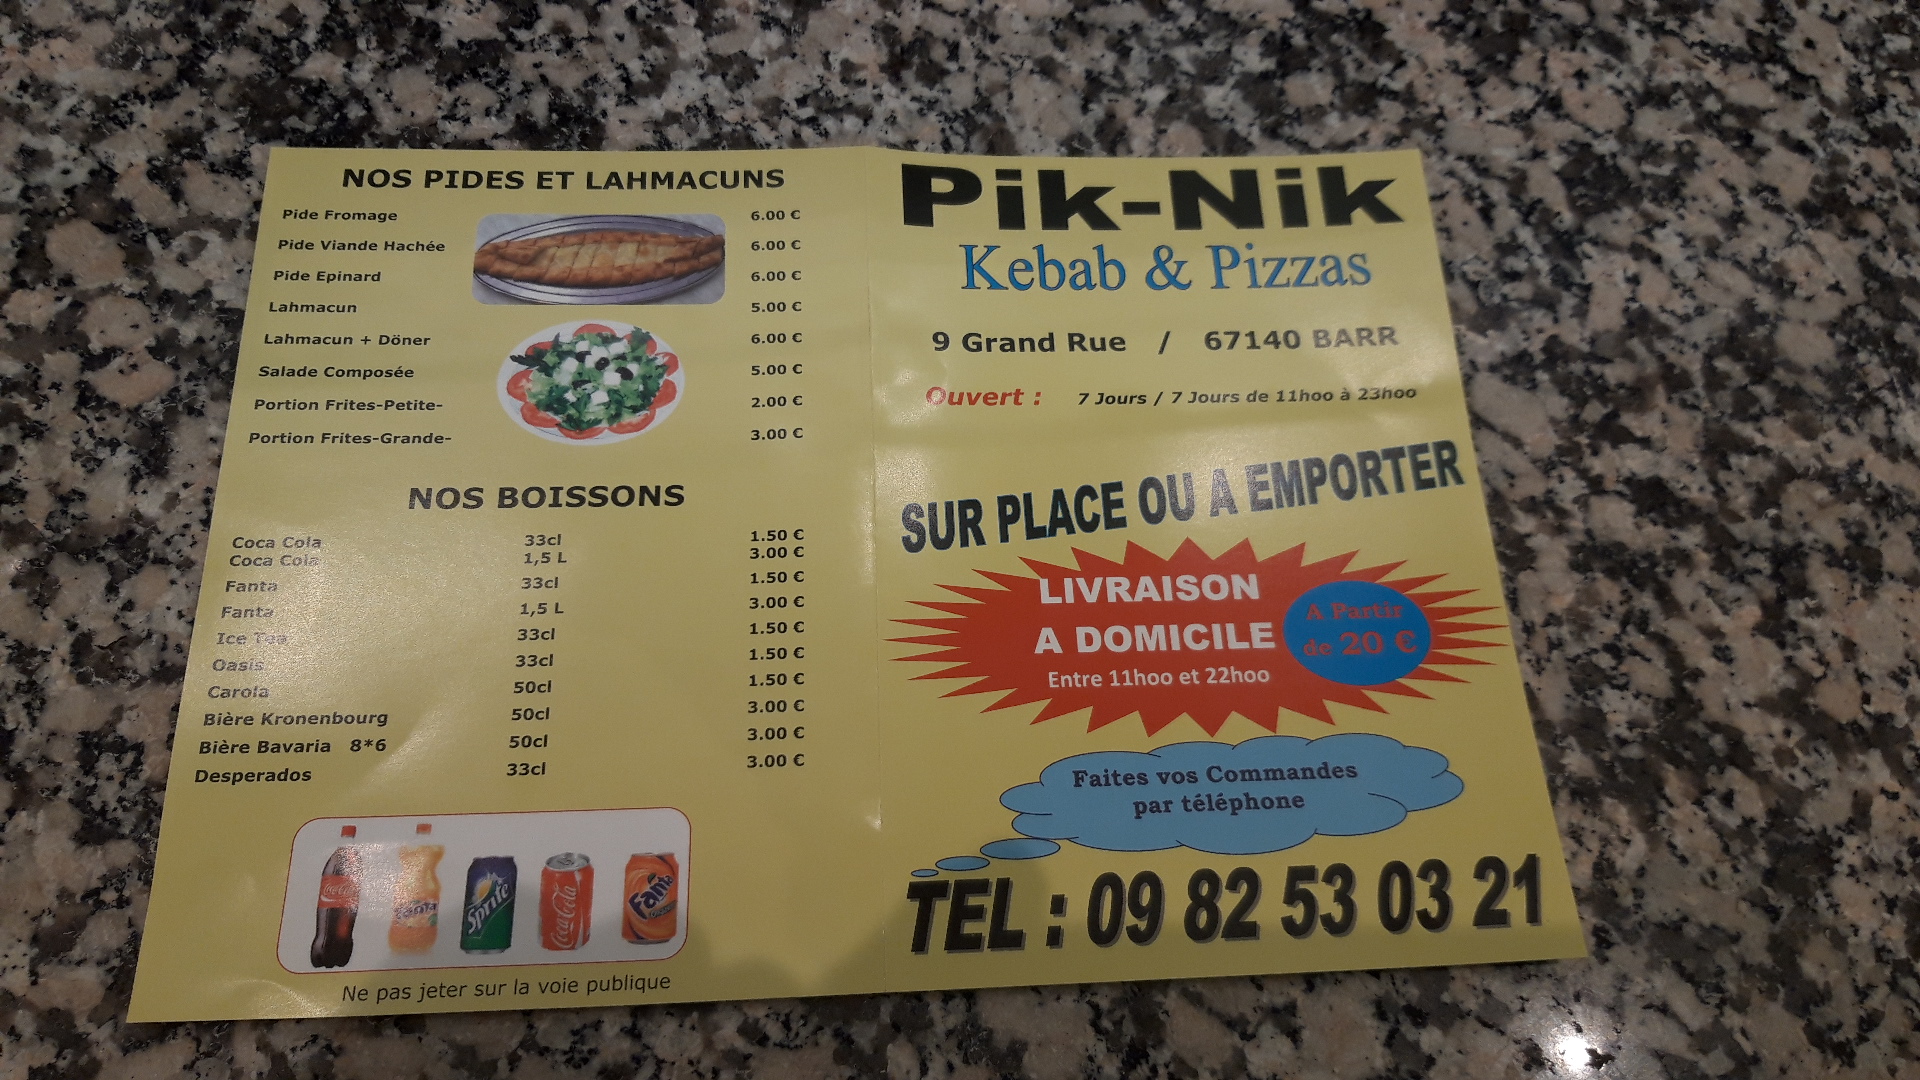 NOS PIDES ET LAHMACUNS
Pide Fromage 6.00 €
Pide Viande Hachée 6.00 €
Pide Epinard 6.00 €
Lahmacun 5.00 €
Lahmacun + Döner 6.00 €
Salade Composée 5.00 €
Portion Frites-Petite- 2.00 €
Portion Frites-Grande- 3.00 €
NOS BOISSONS
Coca Cola 33cl 1.50 €
Coca Cola 1,5 L 3.00 €
Fanta 33cl 1.50 €
Fanta 1,5 L 3.00 €
Ice Tea 33cl 1.50 €
Oasis 33cl 1.50 €
Carola 50cl 1.50 €
Bière Kronenbourg 50cl 3.00 €
Bière Bavaria 8*6 50cl 3.00 €
Desperados 33cl 3.00 €
Coca-Cola
Fanta
Sprite
Coca-Cola
Fanta
Ne pas jeter sur la voie publique
Pik-Nik
Kebab & Pizzas
9 Grand Rue / 67140 BARR
Ouvert : 7 Jours / 7 Jours de 11hoo à 23hoo
SUR PLACE OU A EMPORTER
LIVRAISON
A DOMICILE
Entre 11hoo et 22hoo
A Partir
de 20 €
Faites vos Commandes
par téléphone
TEL : 09 82 53 03 21